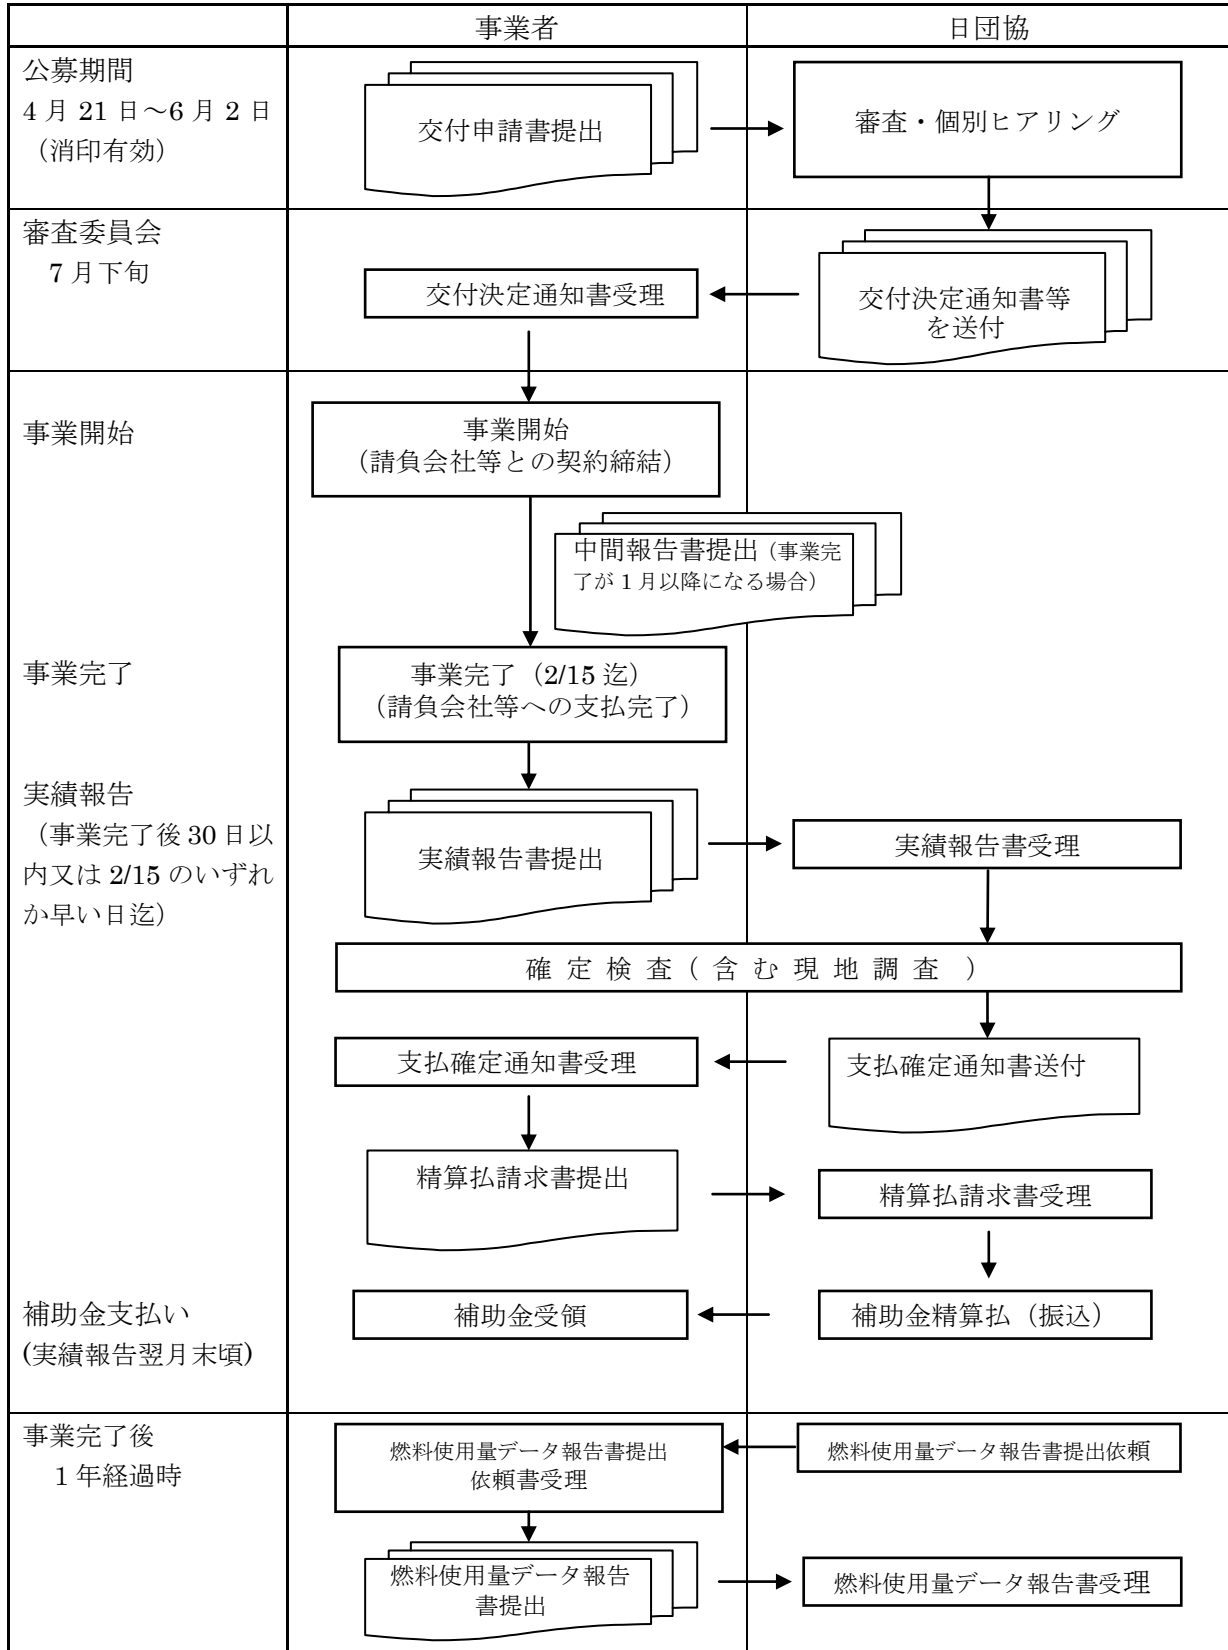 事業者
日団協
公募期間
4月21日～6月2日
（消印有効）
交付申請書提出
審査・個別ヒアリング
審査委員会
7月下旬
交付決定通知書受理
交付決定通知書等
を送付
事業開始
事業開始
（請負会社等との契約締結）
中間報告書提出（事業完
了が1月以降になる場合）
事業完了
事業完了（2/15迄）
（請負会社等への支払完了）
実績報告
（事業完了後30日以
内又は2/15のいずれ
か早い日迄）
実績報告書提出
実績報告書受理
確定検査（含む現地調査）
支払確定通知書受理
支払確定通知書送付
精算払請求書提出
精算払請求書受理
補助金支払い
(実績報告翌月末頃)
補助金受領
補助金精算払（振込）
事業完了後
1年経過時
燃料使用量データ報告書提出
依頼書受理
燃料使用量データ報告書提出依頼
燃料使用量データ報告
書提出
燃料使用量データ報告書受理